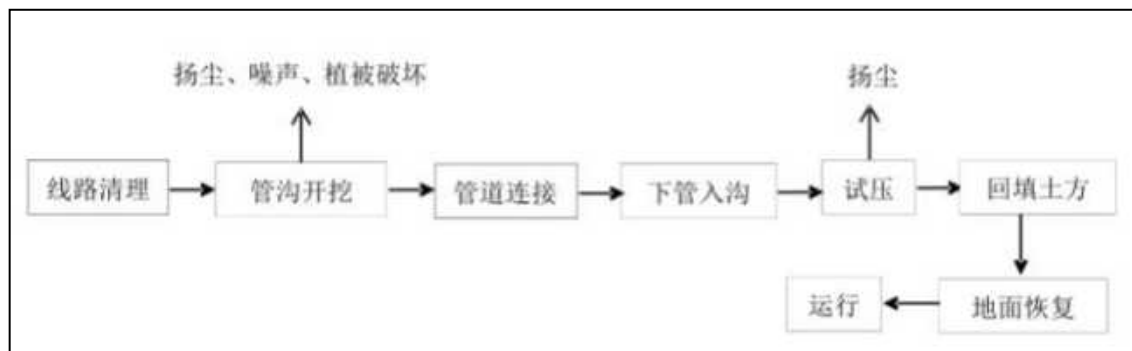 扬尘、噪声、植被破坏
扬尘
线路清理
管沟开挖
管道连接
下管入沟
试压
回填土方
运行
地面恢复